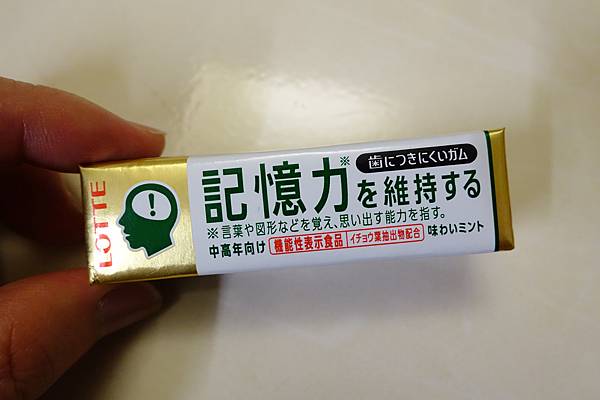 LOTTE
!
歯につきにくいガム
記憶力※を維持する
※言葉や図形などを覚え、思い出す能力を指す。
中高年向け 機能性表示食品 イチョウ葉抽出物配合 味わいミント